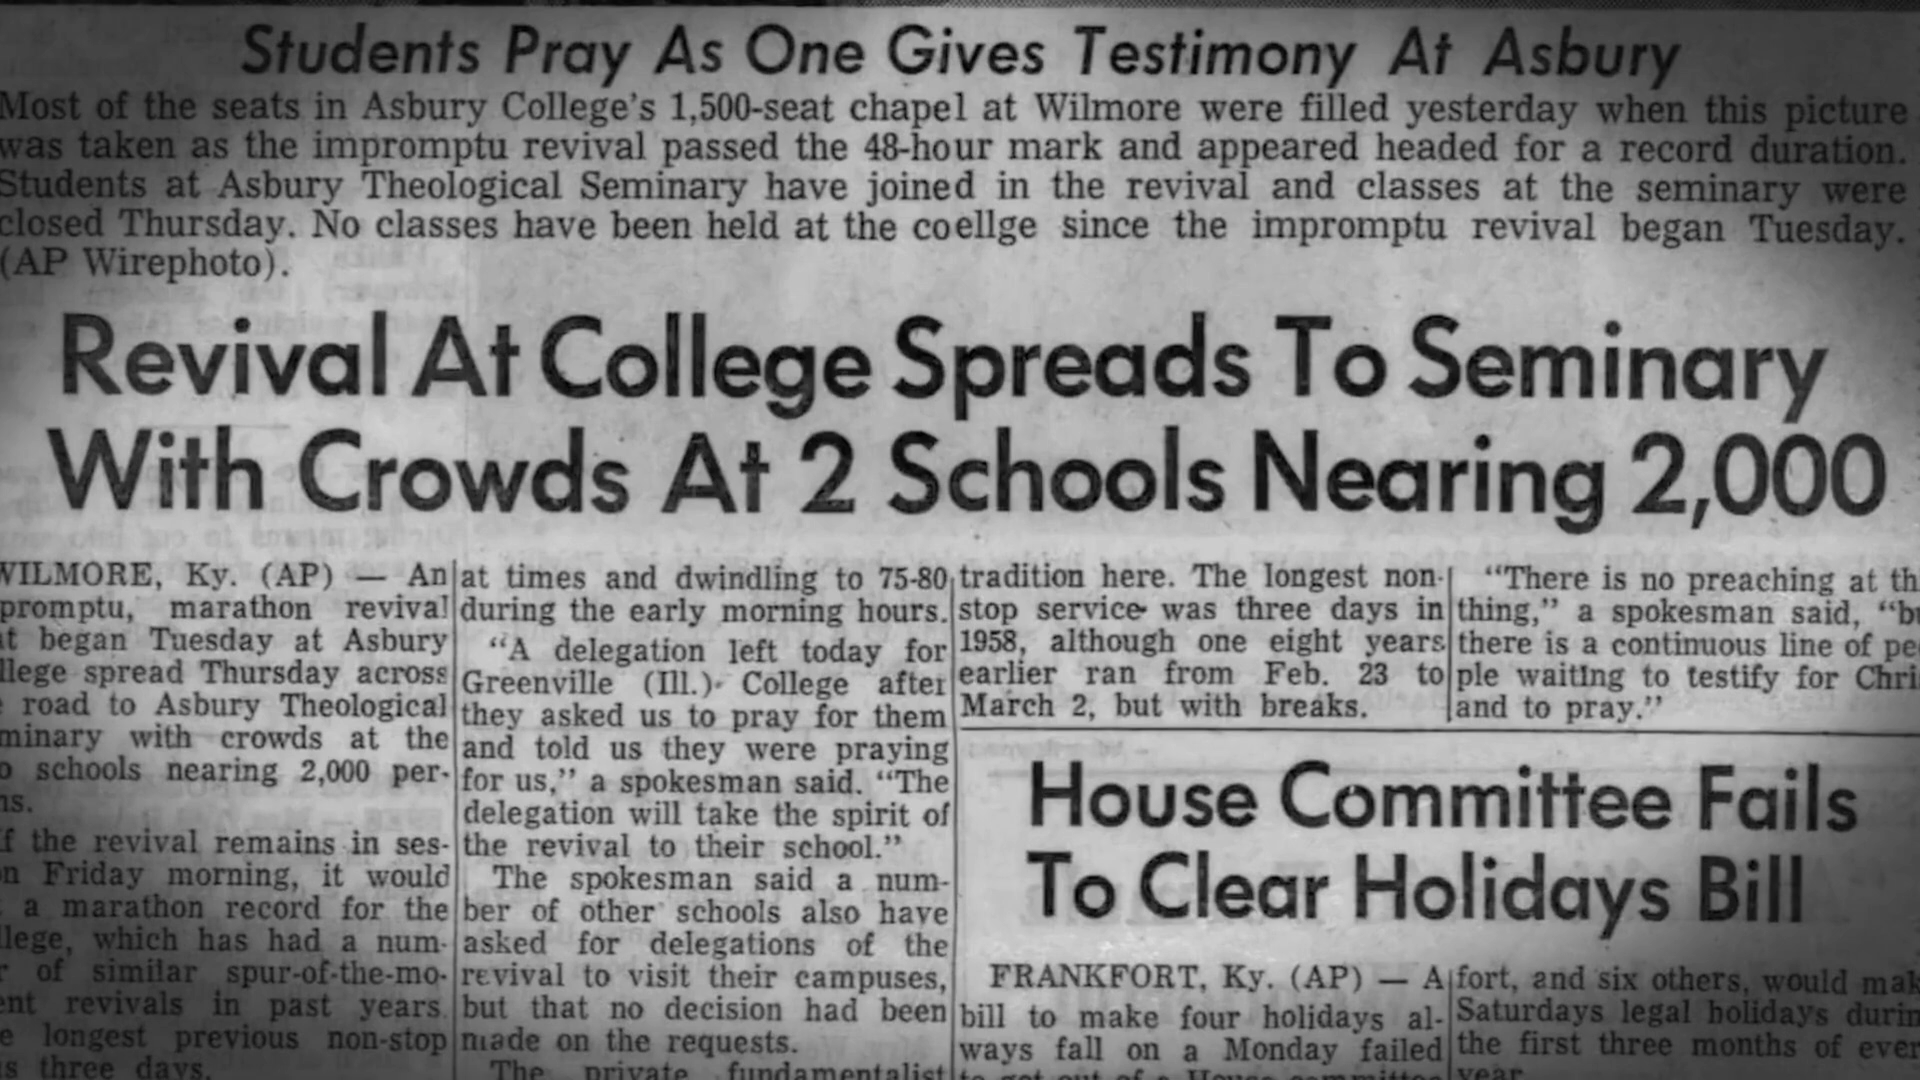 Students Pray As One Gives Testimony At Asbury
Most of the seats in Asbury College's 1,500-seat chapel at Wilmore were filled yesterday when this picture
was taken as the impromptu revival passed the 48-hour mark and appeared headed for a record duration.
Students at Asbury Theological Seminary have joined in the revival and classes at the seminary were
closed Thursday. No classes have been held at the coellge since the impromptu revival began Tuesday.
(AP Wirephoto).
Revival At College Spreads To Seminary
With Crowds At 2 Schools Nearing 2,000
WILMORE, Ky. (AP) — An
promptu, marathon revival
at began Tuesday at Asbury
llege spread Thursday across
road to Asbury Theological
minary with crowds at the
o schools nearing 2,000 per-
ns.
If the revival remains in ses-
n Friday morning, it would
a marathon record for the
llege, which has had a num-
r of similar spur-of-the-mo-
ent revivals in past years.
e longest previous non-stop
s three days.
at times and dwindling to 75-80
during the early morning hours.
“A delegation left today for
Greenville (Ill.) College after
they asked us to pray for them
and told us they were praying
for us,” a spokesman said. “The
delegation will take the spirit of
the revival to their school.”
The spokesman said a num-
ber of other schools also have
asked for delegations of the
revival to visit their campuses,
but that no decision had been
made on the requests.
The private fundamentalist
tradition here. The longest non-
stop service was three days in
1958, although one eight years
earlier ran from Feb. 23 to
March 2, but with breaks.
“There is no preaching at th
thing,” a spokesman said, “bu
there is a continuous line of pe
ple waiting to testify for Chri
and to pray.”
House Committee Fails
To Clear Holidays Bill
FRANKFORT, Ky. (AP) — A
bill to make four holidays al-
ways fall on a Monday failed
to get out of a House committee
fort, and six others, would mak
Saturdays legal holidays durin
the first three months of ever
year.